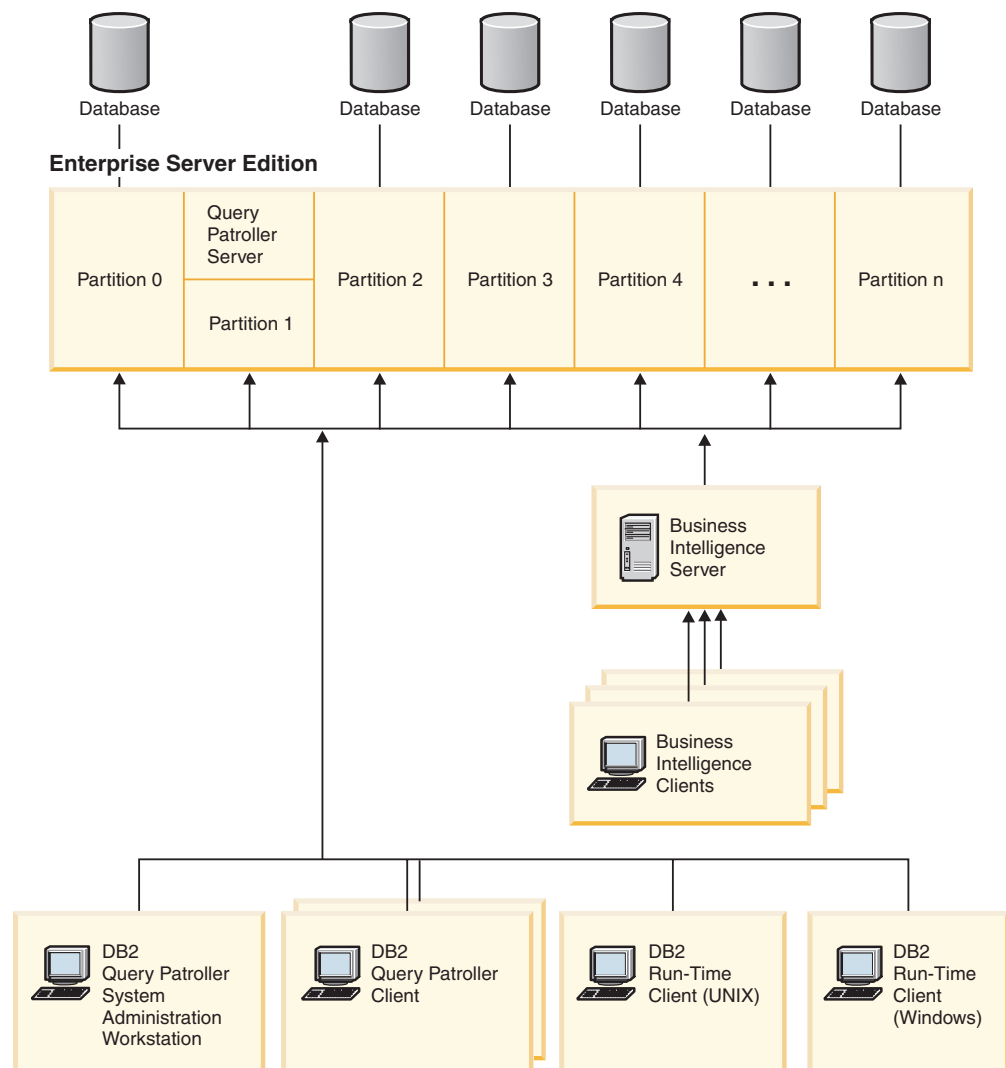 Database
Database
Database
Database
Database
Database
Enterprise Server Edition
Partition 0
Query
Patroller
Server
Partition 1
Partition 2
Partition 3
Partition 4
...
Partition n
Business
Intelligence
Server
Business
Intelligence
Clients
DB2
Query Patroller
System
Administration
Workstation
DB2
Query Patroller
Client
DB2
Run-Time
Client (UNIX)
DB2
Run-Time
Client
(Windows)